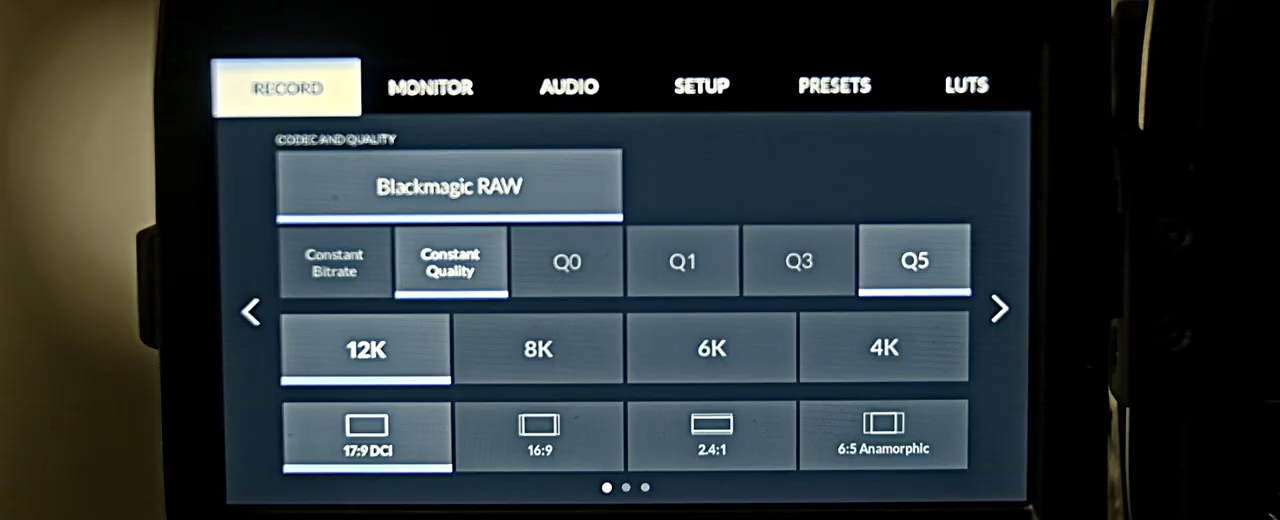 RECORD MONITOR AUDIO SETUP PRESETS LUTS
CODEC AND QUALITY
Blackmagic RAW
Constant Bitrate Constant Quality Q0 Q1 Q3 Q5
12K 8K 6K 4K
17:9 DCI 16:9 2.4:1 6:5 Anamorphic